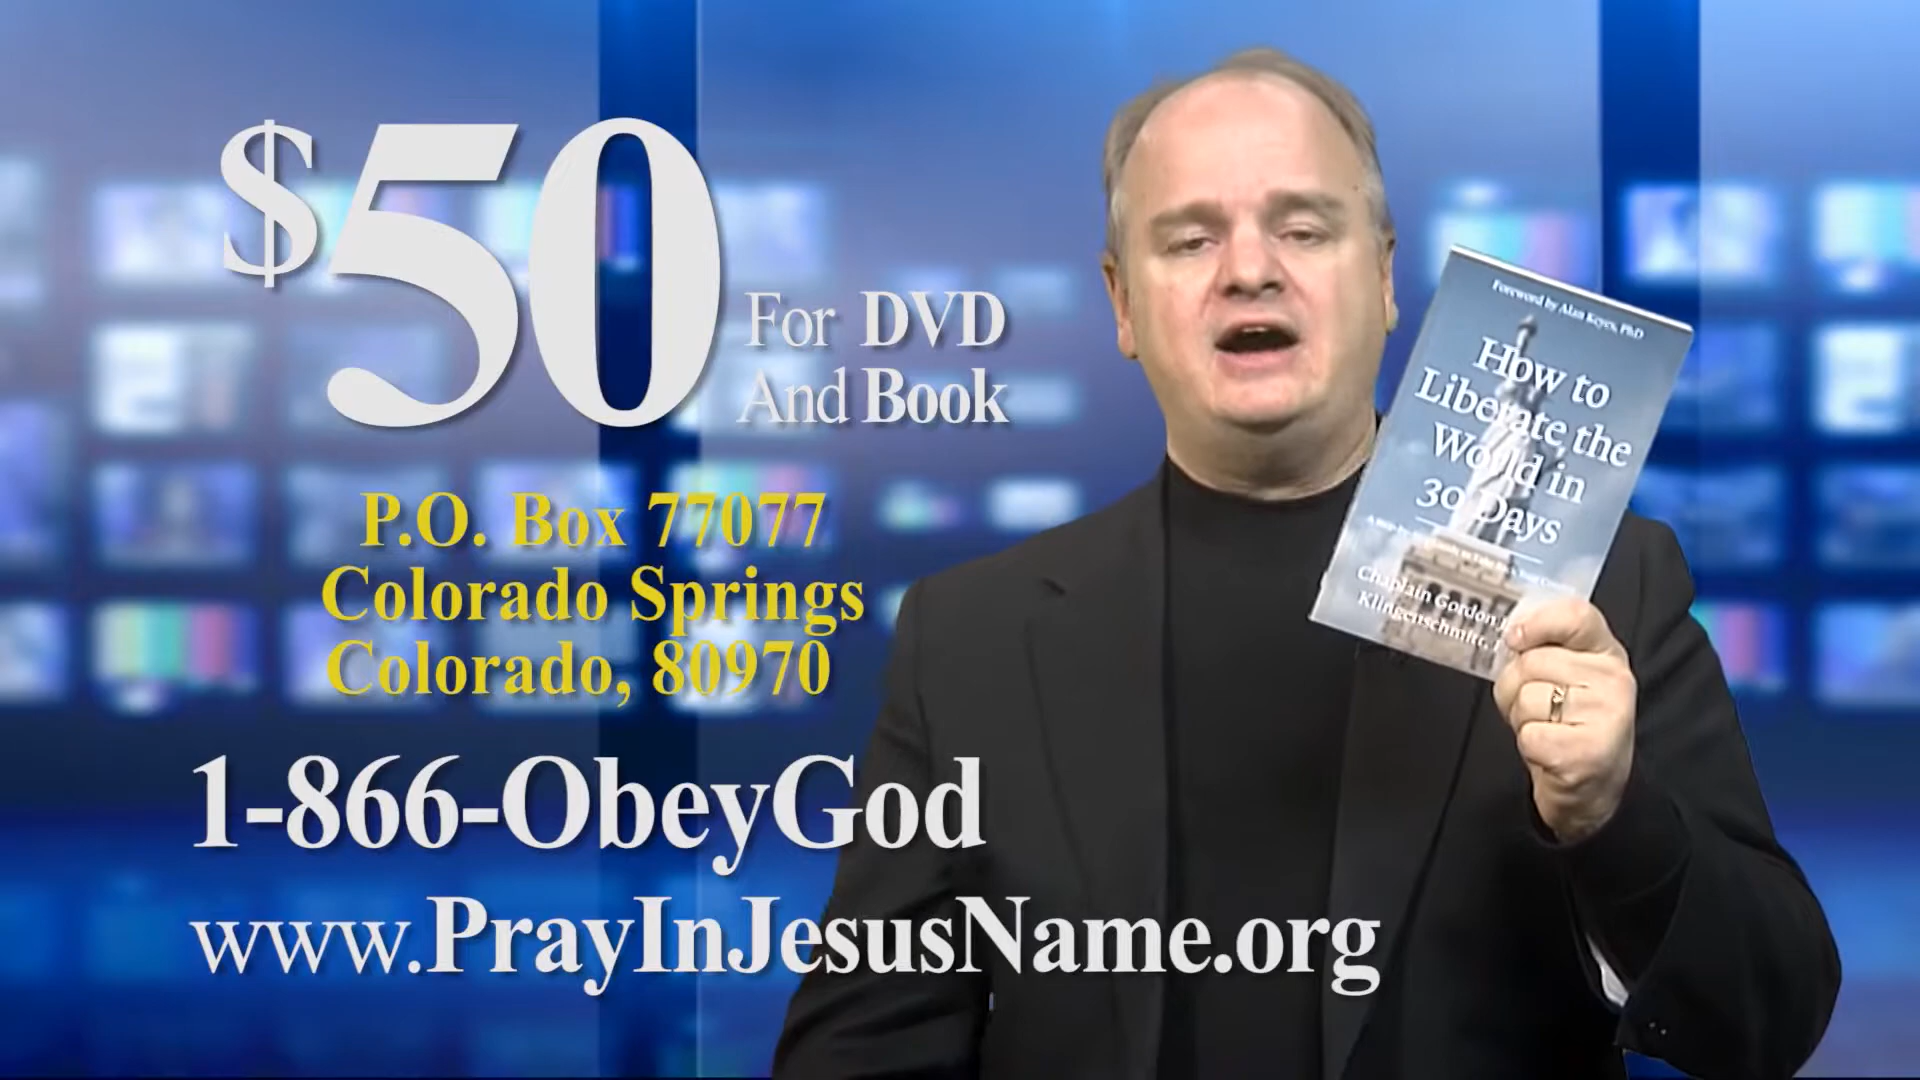 $50
For DVD
And Book
P.O. Box 77077
Colorado Springs
Colorado, 80970
1-866-ObeyGod
www.PrayInJesusName.org
Foreword by Alan Keyes, PhD
How to
Liberate the
World in
30 Days
Chaplain Gordon
Klingenschmitt,